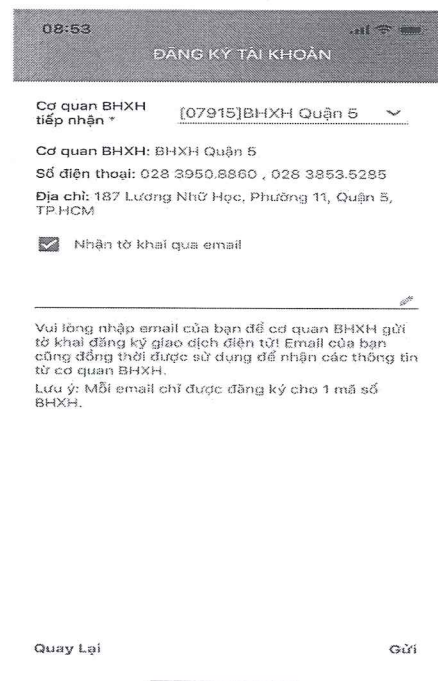 08:53
ĐĂNG KÝ TÀI KHOẢN
Cơ quan BHXH
tiếp nhận *
[07915]BHXH Quận 5
Cơ quan BHXH: BHXH Quận 5
Số điện thoại: 028 3950.8860 , 028 3853.5285
Địa chỉ: 187 Lương Nhữ Học, Phường 11, Quận 5,
TP.HCM
Nhận tờ khai qua email
Vui lòng nhập email của bạn để cơ quan BHXH gửi
tờ khai đăng ký giao dịch điện tử! Email của bạn
cũng đồng thời được sử dụng để nhận các thông tin
từ cơ quan BHXH.
Lưu ý: Mỗi email chỉ được đăng ký cho 1 mã số
BHXH.
Quay Lại
Gửi